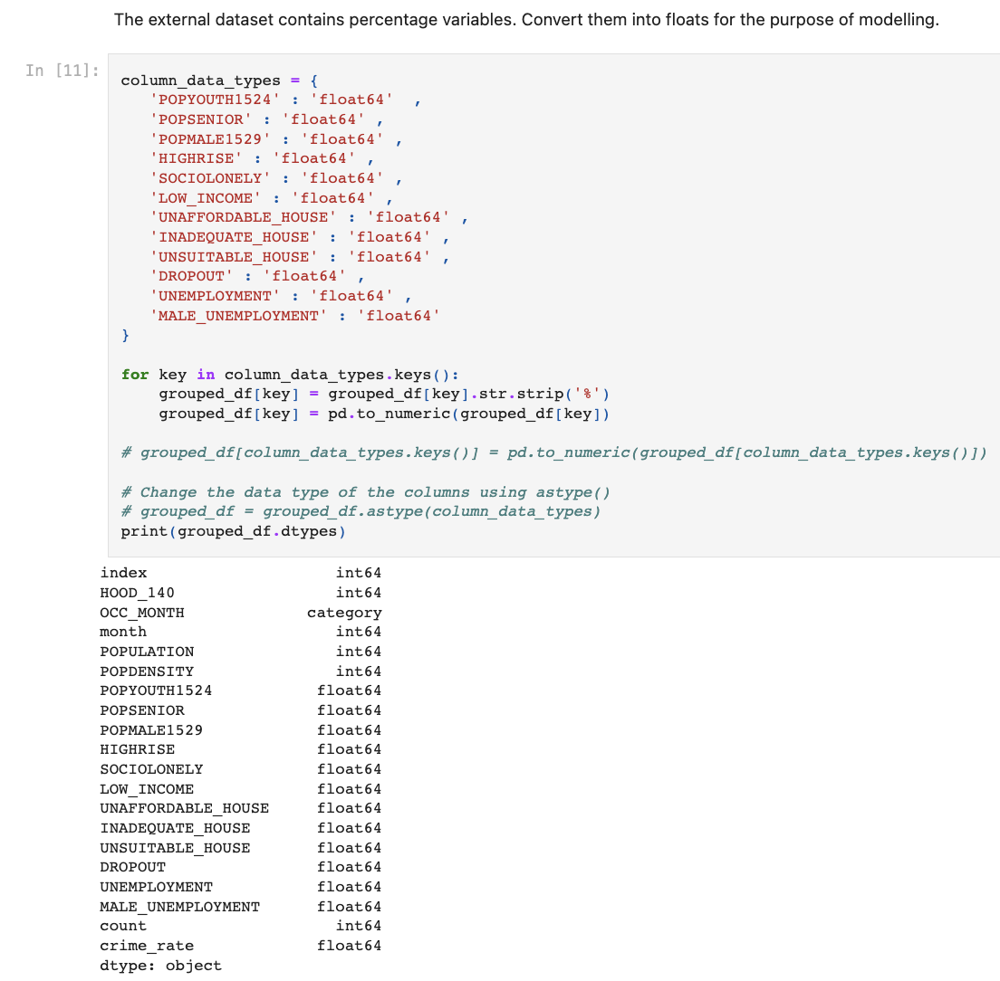 The external dataset contains percentage variables. Convert them into floats for the purpose of modelling.
In [11]:
column_data_types = {
   'POPYOUTH1524' : 'float64'  ,
   'POPSENIOR' : 'float64' ,
   'POPMALE1529' : 'float64' ,
   'HIGHRISE' : 'float64' ,
   'SOCIOLONELY' : 'float64' ,
   'LOW_INCOME' : 'float64' ,
   'UNAFFORDABLE_HOUSE' : 'float64' ,
   'INADEQUATE_HOUSE' : 'float64' ,
   'UNSUITABLE_HOUSE' : 'float64' ,
   'DROPOUT' : 'float64' ,
   'UNEMPLOYMENT' : 'float64' ,
   'MALE_UNEMPLOYMENT' : 'float64'
}
for key in column_data_types.keys():
    grouped_df[key] = grouped_df[key].str.strip('%')
    grouped_df[key] = pd.to_numeric(grouped_df[key])
# grouped_df[column_data_types.keys()] = pd.to_numeric(grouped_df[column_data_types.keys()])
# Change the data type of the columns using astype()
# grouped_df = grouped_df.astype(column_data_types)
print(grouped_df.dtypes)
index                    int64
HOOD_140                 int64
OCC_MONTH             category
month                    int64
POPULATION               int64
POPDENSITY               int64
POPYOUTH1524           float64
POPSENIOR              float64
POPMALE1529            float64
HIGHRISE               float64
SOCIOLONELY            float64
LOW_INCOME             float64
UNAFFORDABLE_HOUSE     float64
INADEQUATE_HOUSE       float64
UNSUITABLE_HOUSE       float64
DROPOUT                float64
UNEMPLOYMENT           float64
MALE_UNEMPLOYMENT      float64
count                    int64
crime_rate             float64
dtype: object